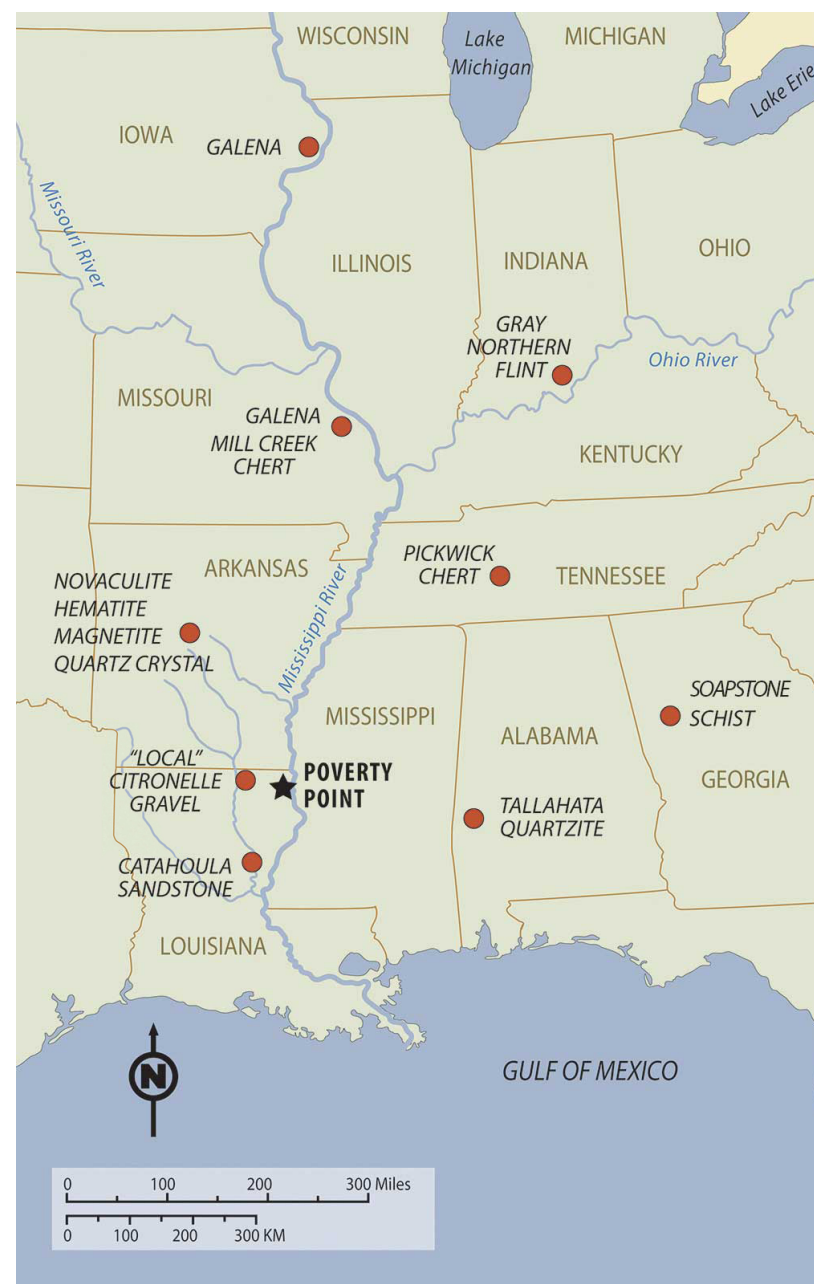 WISCONSIN
Lake
Michigan
MICHIGAN
Lake Erie
IOWA
GALENA
Missouri River
ILLINOIS
INDIANA
OHIO
GRAY
NORTHERN
FLINT
Ohio River
MISSOURI
GALENA
MILL CREEK
CHERT
KENTUCKY
ARKANSAS
PICKWICK
CHERT
TENNESSEE
NOVACULITE
HEMATITE
MAGNETITE
QUARTZ CRYSTAL
Mississippi River
SOAPSTONE
SCHIST
MISSISSIPPI
ALABAMA
GEORGIA
"LOCAL"
CITRONELLE
GRAVEL
POVERTY
POINT
TALLAHATA
QUARTZITE
CATAHOULA
SANDSTONE
LOUISIANA
N
GULF OF MEXICO
0 100 200 300 Miles
0 100 200 300 KM